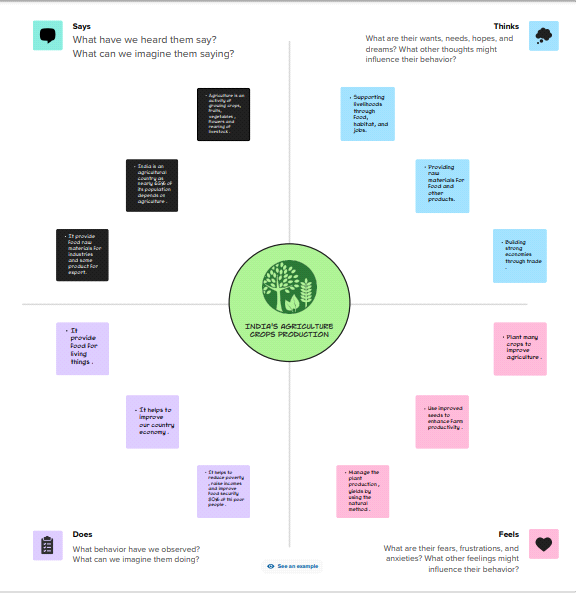 Says
What have we heard them say?
What can we imagine them saying?
Thinks
What are their wants, needs, hopes, and
dreams? What other thoughts might
influence their behavior?
• Agriculture is an
activity of
growing crops,
fruits,
vegetables ,
flowers and
rearing of
livestock .
• India is an
agricultural
country as
nearly 60% of
its population
depends on
agriculture .
• It provide
food raw
materials for
industries
and some
product for
export.
• Supporting
livelihoods
through
food,
habitat, and
jobs.
• Providing
raw
materials for
food and
other
products.
• Building
strong
economies
through trade
.
INDIA'S AGRICULTURE
CROPS PRODUCTION
• It
provide
food for
living
things .
• It helps to
improve
our country
economy .
• It helps to
reduce poverty
, raise incomes
and improve
food security
80% of its poor
people .
• Plant many
crops to
improve
agriculture .
• Use improved
seeds to
enhance farm
productivity .
• Manage the
plant
production ,
yields by
using the
natural
method .
Does
What behavior have we observed?
What can we imagine them doing?
Feels
What are their fears, frustrations, and
anxieties? What other feelings might
influence their behavior?
See an example